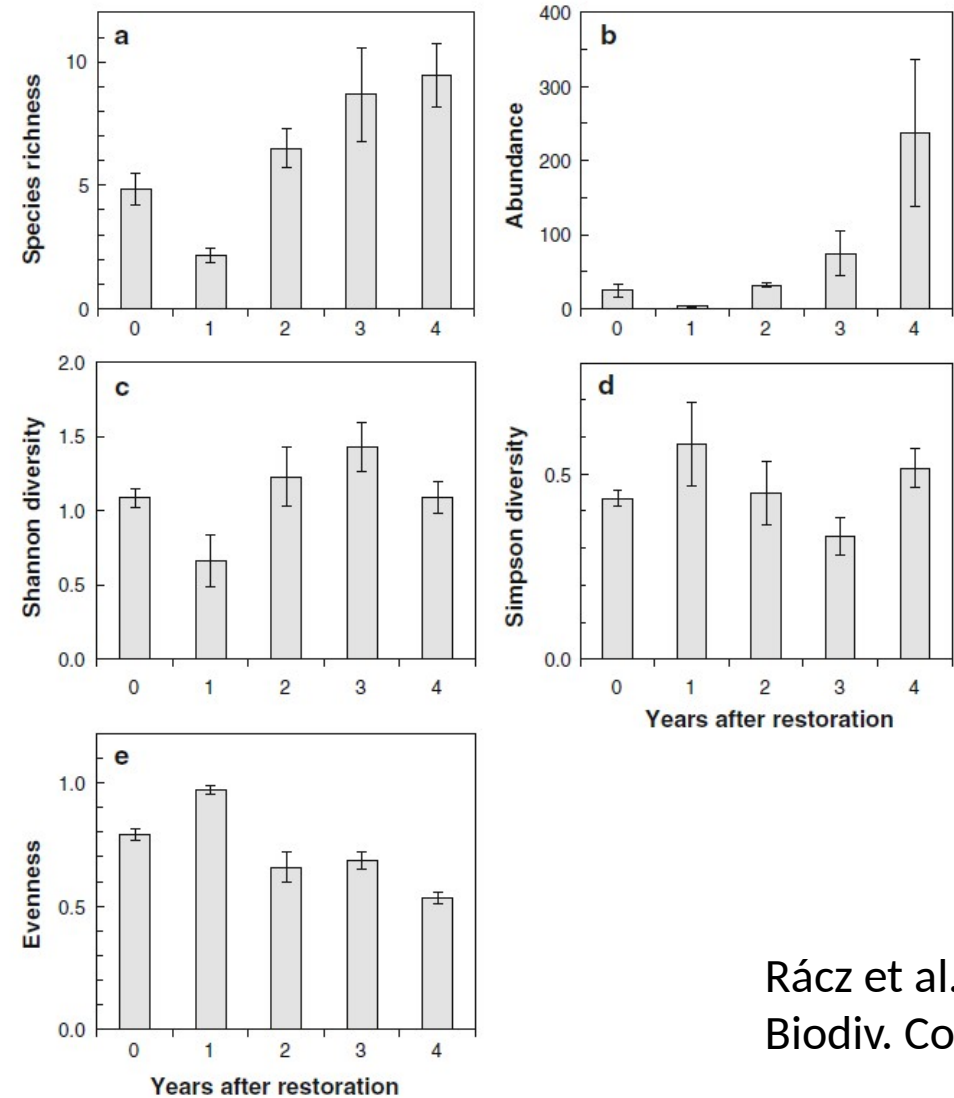 a
Species richness
10
5
0
0 1 2 3 4
b
Abundance
400
300
200
100
0
0 1 2 3 4
c
Shannon diversity
2.0
1.5
1.0
0.5
0.0
0 1 2 3 4
d
Simpson diversity
0.5
0.0
0 1 2 3 4
Years after restoration
e
Evenness
1.0
0.5
0.0
0 1 2 3 4
Years after restoration
Rácz et al.
Biodiv. Co